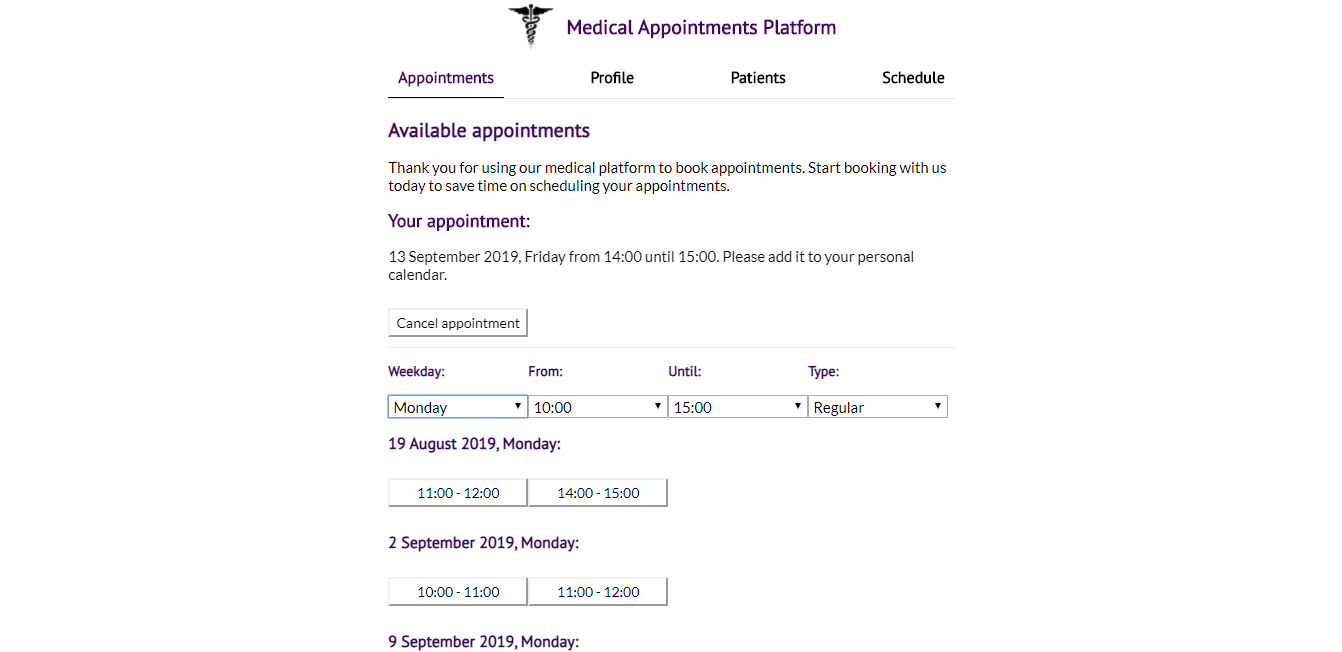 Medical Appointments Platform
Appointments Profile Patients Schedule
Available appointments
Thank you for using our medical platform to book appointments. Start booking with us
today to save time on scheduling your appointments.
Your appointment:
13 September 2019, Friday from 14:00 until 15:00. Please add it to your personal
calendar.
Cancel appointment
Weekday: From: Until: Type:
Monday 10:00 15:00 Regular
19 August 2019, Monday:
11:00 - 12:00 14:00 - 15:00
2 September 2019, Monday:
10:00 - 11:00 11:00 - 12:00
9 September 2019, Monday: